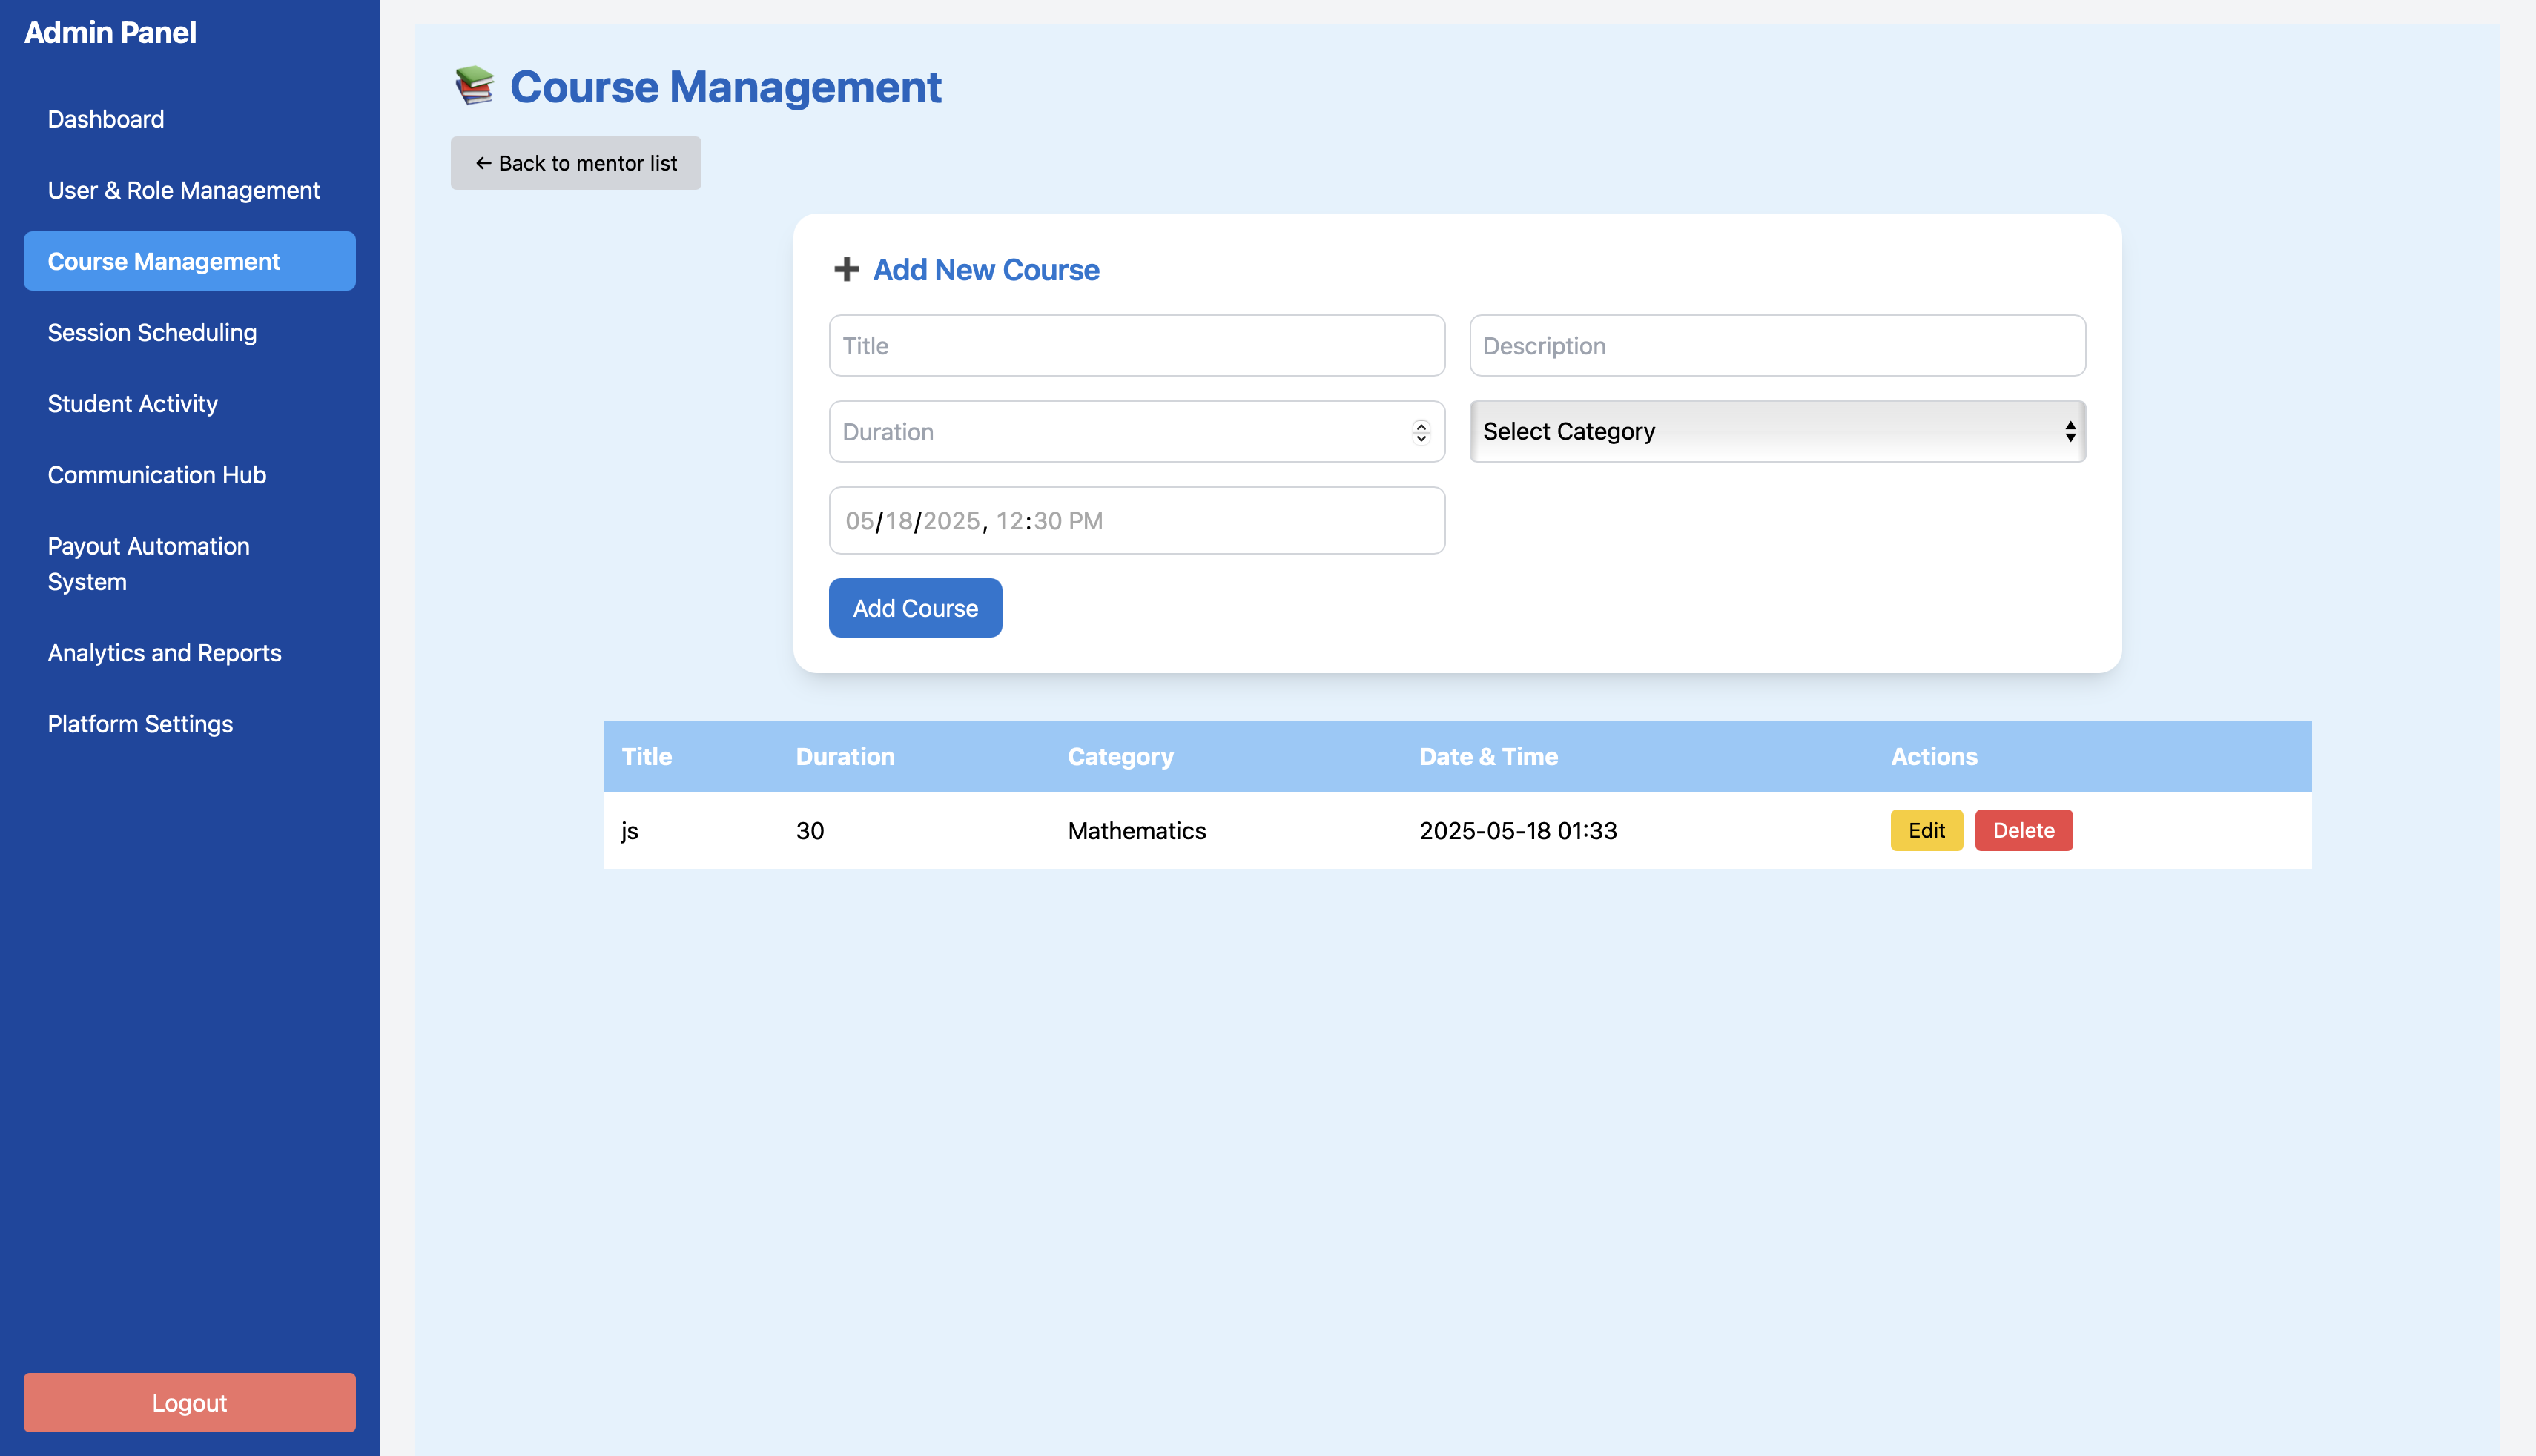 Admin Panel
Dashboard
User & Role Management
Course Management
Session Scheduling
Student Activity
Communication Hub
Payout Automation
System
Analytics and Reports
Platform Settings
Logout
📚 Course Management
← Back to mentor list
➕ Add New Course
Title
Description
Duration
Select Category
05/18/2025, 12:30 PM
Add Course
Title Duration Category Date & Time Actions
js 30 Mathematics 2025-05-18 01:33 Edit Delete